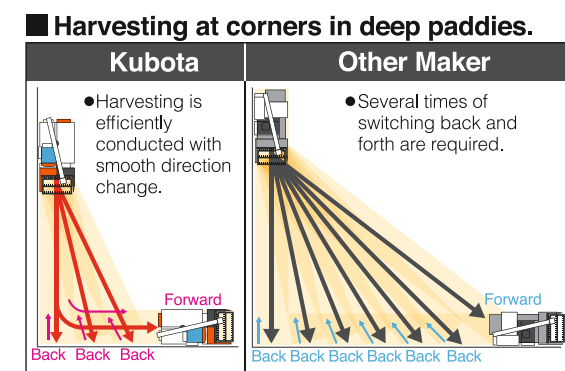 ■ Harvesting at corners in deep paddies.
Kubota
●Harvesting is
efficiently
conducted with
smooth direction
change.
Forward
Back Back Back
Other Maker
●Several times of
switching back and
forth are required.
Forward
Back Back Back Back Back Back